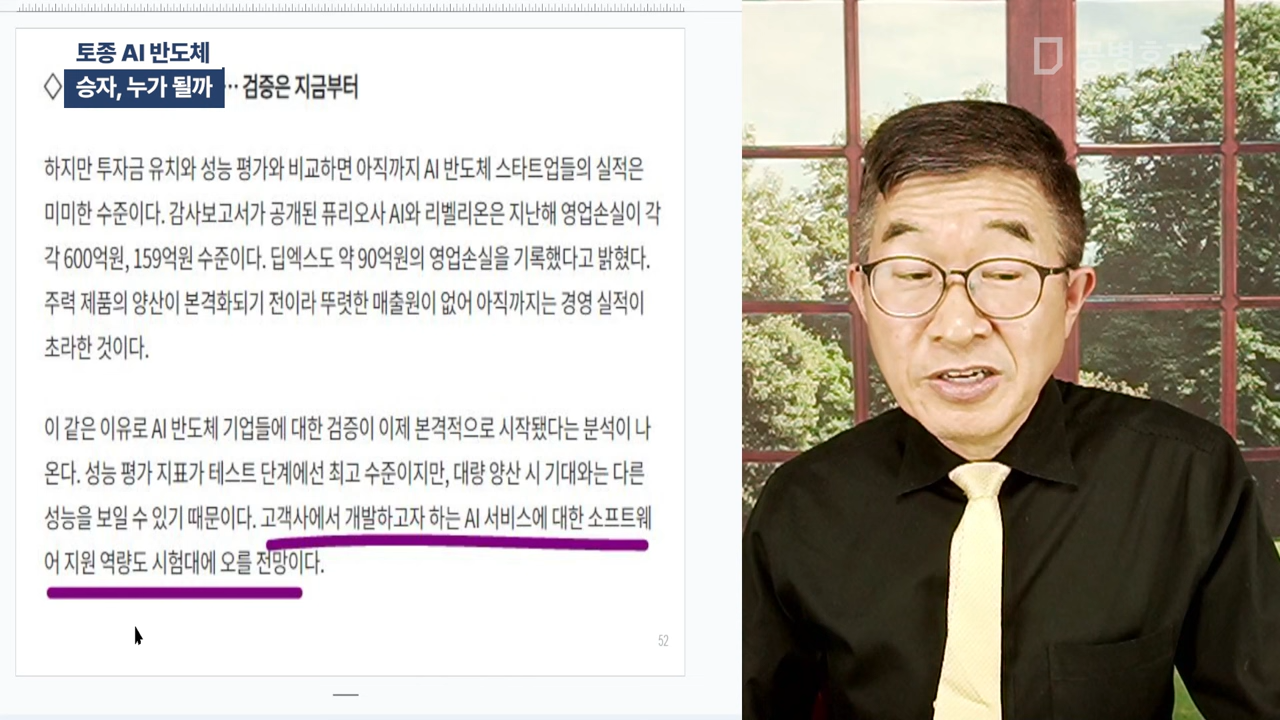 토종 AI 반도체
승자, 누가 될까
◇ … 검증은 지금부터
하지만 투자금 유치와 성능 평가와 비교하면 아직까지 AI 반도체 스타트업들의 실적은
미미한 수준이다. 감사보고서가 공개된 퓨리오사 AI와 리벨리온은 지난해 영업손실이 각
각 600억원, 159억원 수준이다. 딥엑스도 약 90억원의 영업손실을 기록했다고 밝혔다.
주력 제품의 양산이 본격화되기 전이라 뚜렷한 매출원이 없어 아직까지는 경영 실적이
초라한 것이다.
이 같은 이유로 AI 반도체 기업들에 대한 검증이 이제 본격적으로 시작됐다는 분석이 나
온다. 성능 평가 지표가 테스트 단계에선 최고 수준이지만, 대량 양산 시 기대와는 다른
성능을 보일 수 있기 때문이다. 고객사에서 개발하고자 하는 AI 서비스에 대한 소프트웨
어 지원 역량도 시험대에 오를 전망이다.
52